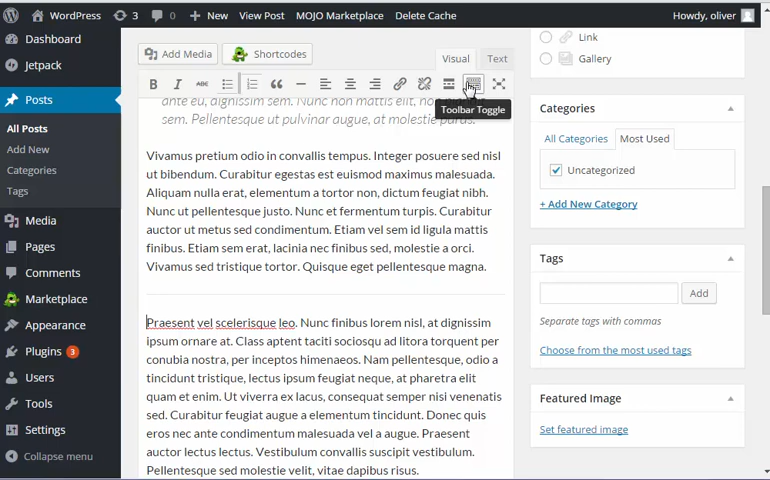 WordPress 3 0 New View Post MOJO Marketplace Delete Cache Howdy, oliver
Dashboard
Jetpack
Posts
All Posts
Add New
Categories
Tags
Media
Pages
Comments
Marketplace
Appearance
Plugins 3
Users
Tools
Settings
Collapse menu
Add Media Shortcodes
Visual Text
B I ABC
Toolbar Toggle
ante eu, dignissim sem. Nunc non mattis elit, non
sem. Pellentesque ut pulvinar augue, at molestie purus.
Vivamus pretium odio in convallis tempus. Integer posuere sed nisl
ut bibendum. Curabitur egestas est euismod maximus malesuada.
Aliquam nulla erat, elementum a tortor non, dictum feugiat nibh.
Nunc ut pellentesque justo. Nunc et fermentum turpis. Curabitur
auctor ut metus sed condimentum. Etiam vel sem id ligula mattis
finibus. Etiam sem erat, lacinia nec finibus sed, molestie a orci.
Vivamus sed tristique tortor. Quisque eget pellentesque magna.
Praesent vel scelerisque leo. Nunc finibus lorem nisl, at dignissim
ipsum ornare at. Class aptent taciti sociosqu ad litora torquent per
conubia nostra, per inceptos himenaeos. Nam pellentesque, odio a
tincidunt tristique, lectus ipsum feugiat neque, at pharetra elit
quam et enim. Ut viverra ex lacus, consequat semper nisi venenatis
sed. Curabitur feugiat augue a elementum tincidunt. Donec quis
eros nec ante condimentum malesuada vel a augue. Praesent
auctor lectus lectus. Vestibulum convallis suscipit vestibulum.
Pellentesque sed molestie velit, vitae dapibus risus.
Link
Gallery
Categories
All Categories Most Used
Uncategorized
+ Add New Category
Tags
Add
Separate tags with commas
Choose from the most used tags
Featured Image
Set featured image